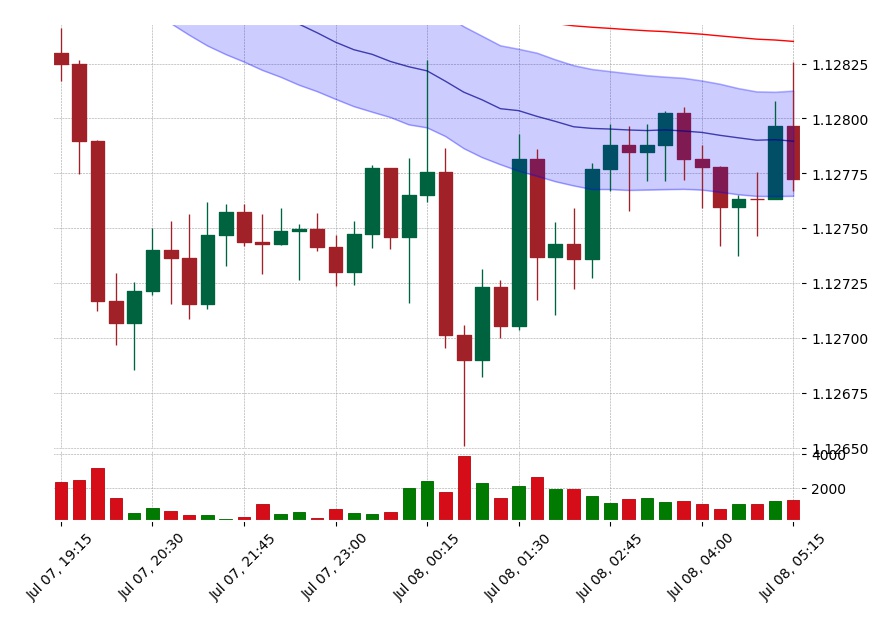 1.12825
1.12800
1.12775
1.12750
1.12725
1.12700
1.12675
1.12650
4000
2000
Jul 07, 19:15
Jul 07, 20:30
Jul 07, 21:45
Jul 07, 23:00
Jul 08, 00:15
Jul 08, 01:30
Jul 08, 02:45
Jul 08, 04:00
Jul 08, 05:15